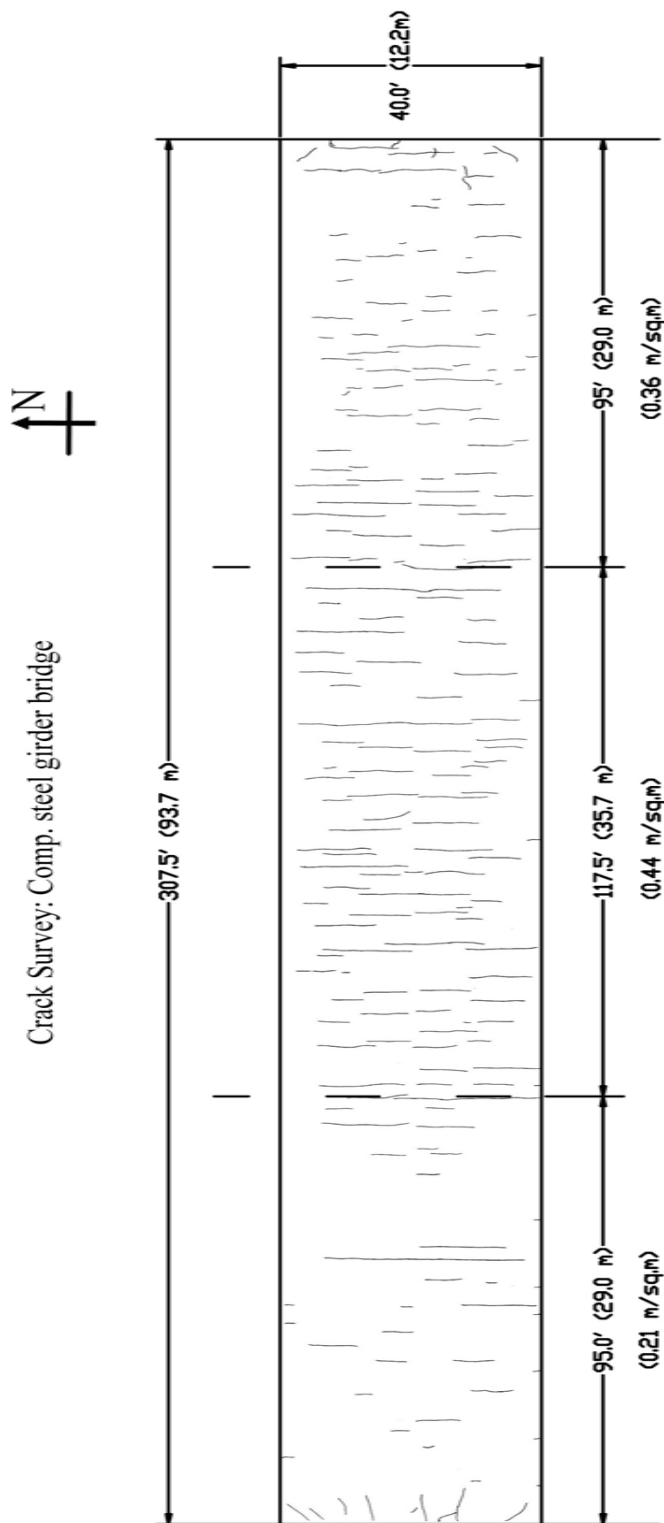 N
Crack Survey: Comp. steel girder bridge
307.5' (93.7 m)
40.0' (12.2m)
95.0' (29.0 m)
(0.21 m/sq.m)
117.5' (35.7 m)
(0.44 m/sq.m)
95' (29.0 m)
(0.36 m/sq.m)